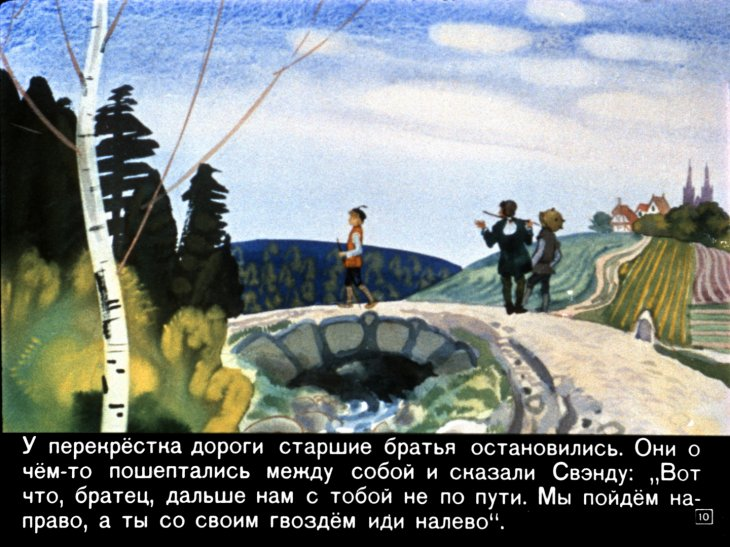 У перекрёстка дороги старшие братья остановились. Они о
чём-то пошептались между собой и сказали Свэнду: „Вот
что, братец, дальше нам с тобой не по пути. Мы пойдём на-
право, а ты со своим гвоздём иди налево“.
10